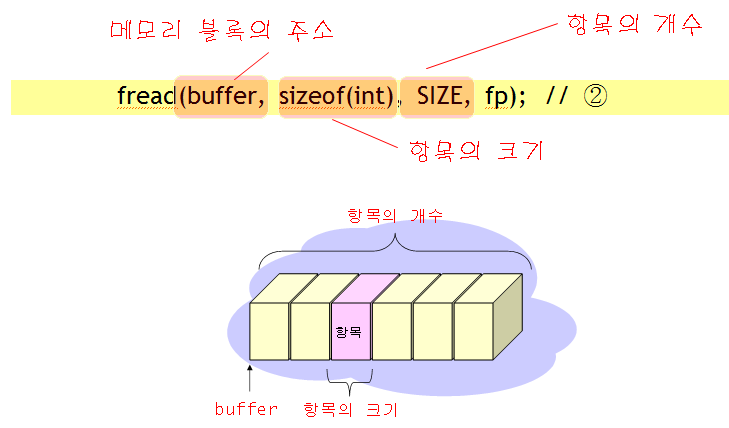 메모리 블록의 주소
항목의 개수
fread(buffer, sizeof(int), SIZE, fp); // ②
항목의 크기
항목의 개수
항목
buffer
항목의 크기